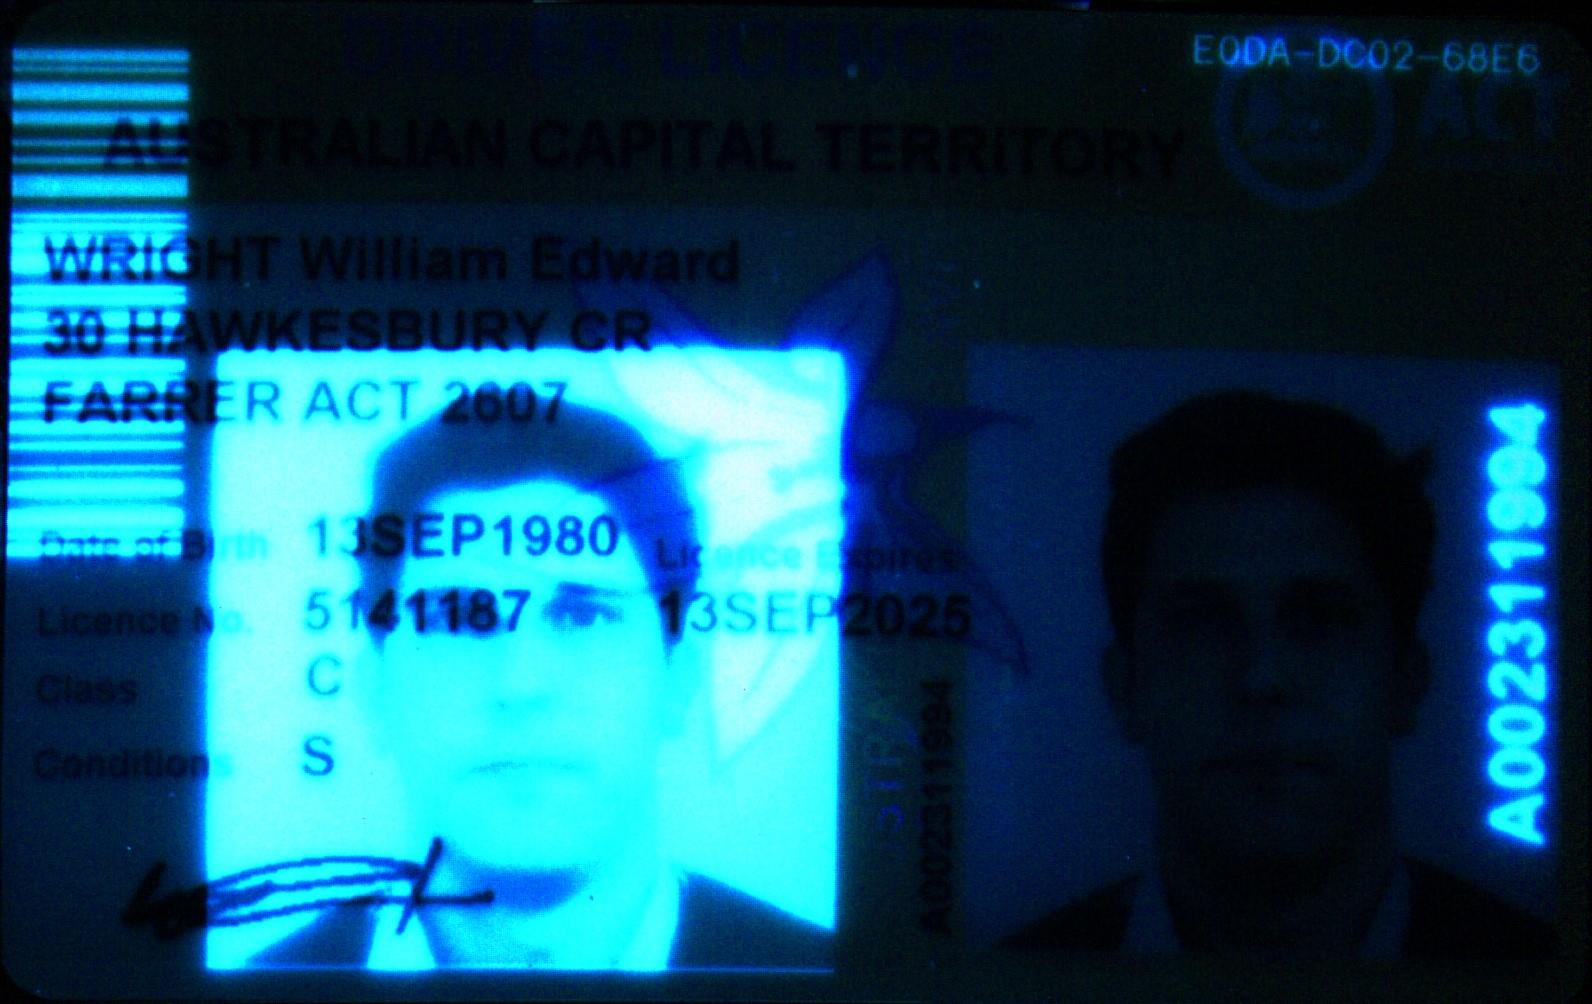 DRIVER LICENCE
E0DA-DC02-68E6
ACT
AUSTRALIAN CAPITAL TERRITORY
WRIGHT William Edward
30 HAWKESBURY CR
FARRER ACT 2607
Date of Birth 13SEP1980 Licence Expires
Licence No. 5141187 13SEP2025
Class C
Conditions S
A002311994
A002311994